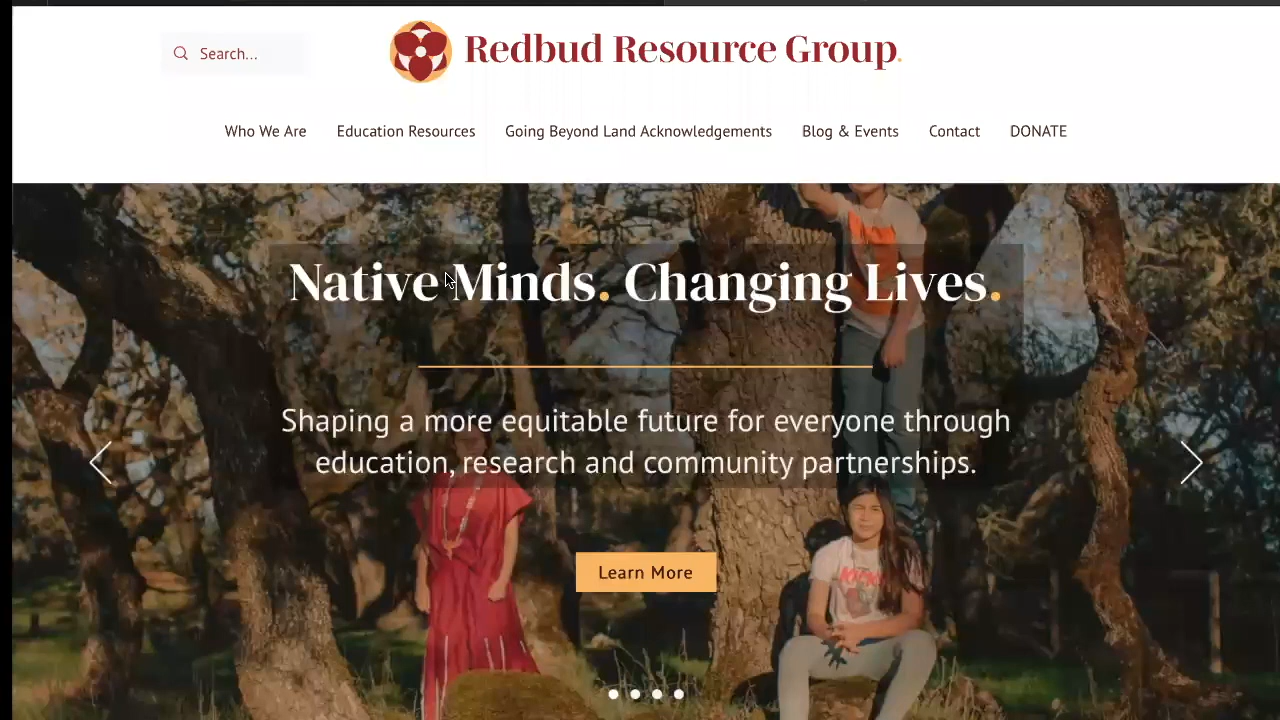 Search...
Redbud Resource Group.
Who We Are Education Resources Going Beyond Land Acknowledgements Blog & Events Contact DONATE
Native Minds. Changing Lives.
Shaping a more equitable future for everyone through
education, research and community partnerships.
Learn More